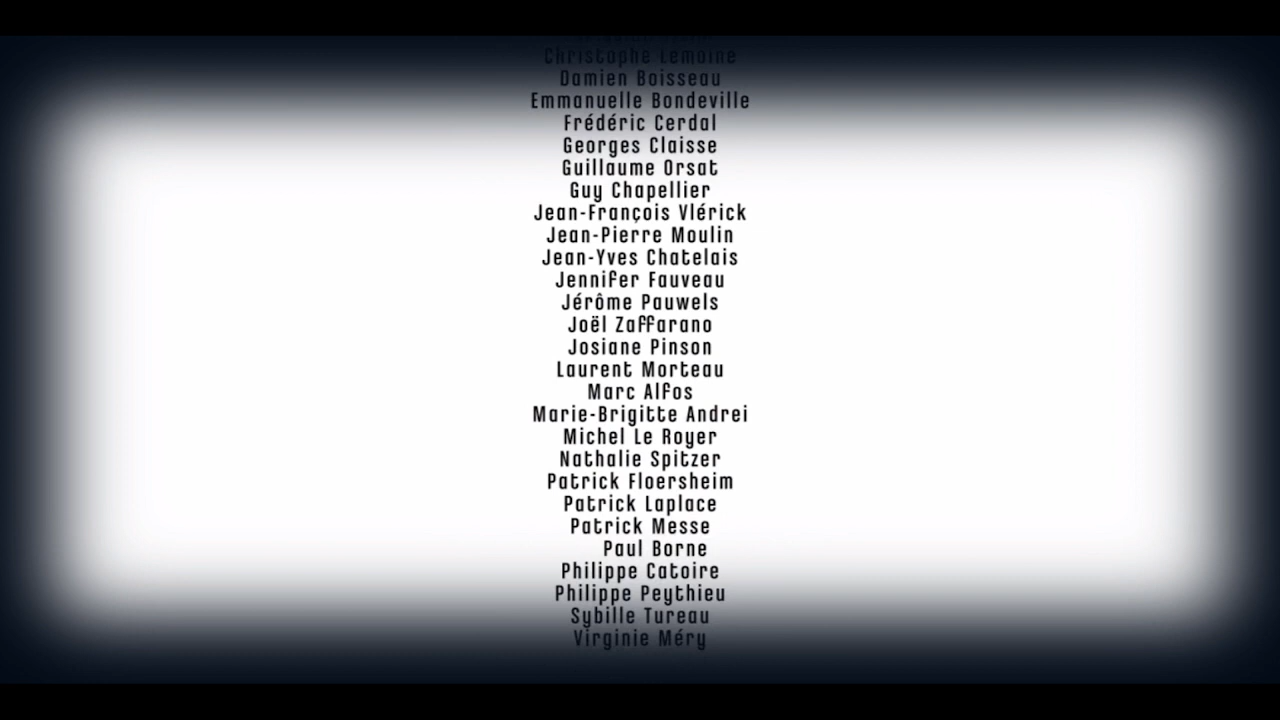 Christophe Lemoine
Damien Boisseau
Emmanuelle Bondeville
Frédéric Cerdal
Georges Claisse
Guillaume Orsat
Guy Chapellier
Jean-François Vlérick
Jean-Pierre Moulin
Jean-Yves Chatelais
Jennifer Fauveau
Jérôme Pauwels
Joël Zaffarano
Josiane Pinson
Laurent Morteau
Marc Alfos
Marie-Brigitte Andrei
Michel Le Royer
Nathalie Spitzer
Patrick Floersheim
Patrick Laplace
Patrick Messe
Paul Borne
Philippe Catoire
Philippe Peythieu
Sybille Tureau
Virginie Méry